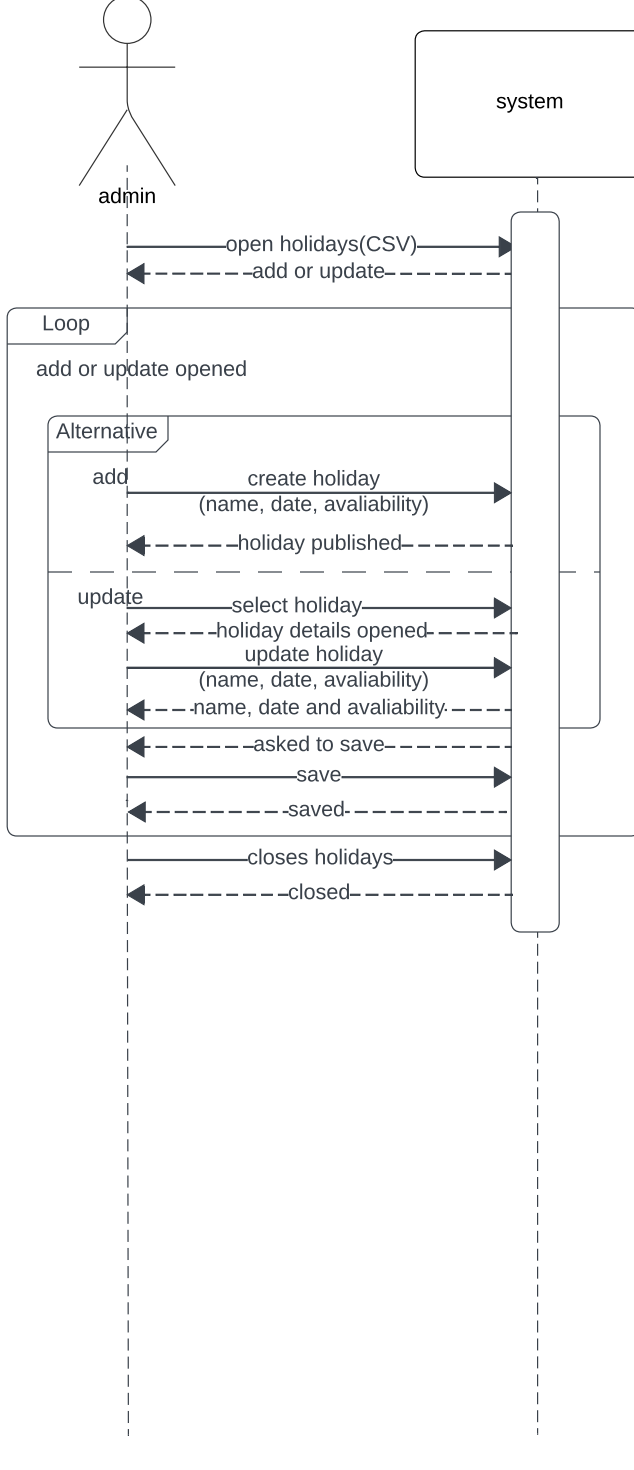 system
admin
open holidays(CSV)
add or update
Loop
add or update opened
Alternative
add
create holiday
(name, date, avaliability)
holiday published
update
select holiday
holiday details opened
update holiday
(name, date, avaliability)
name, date and avaliability
asked to save
save
saved
closes holidays
closed